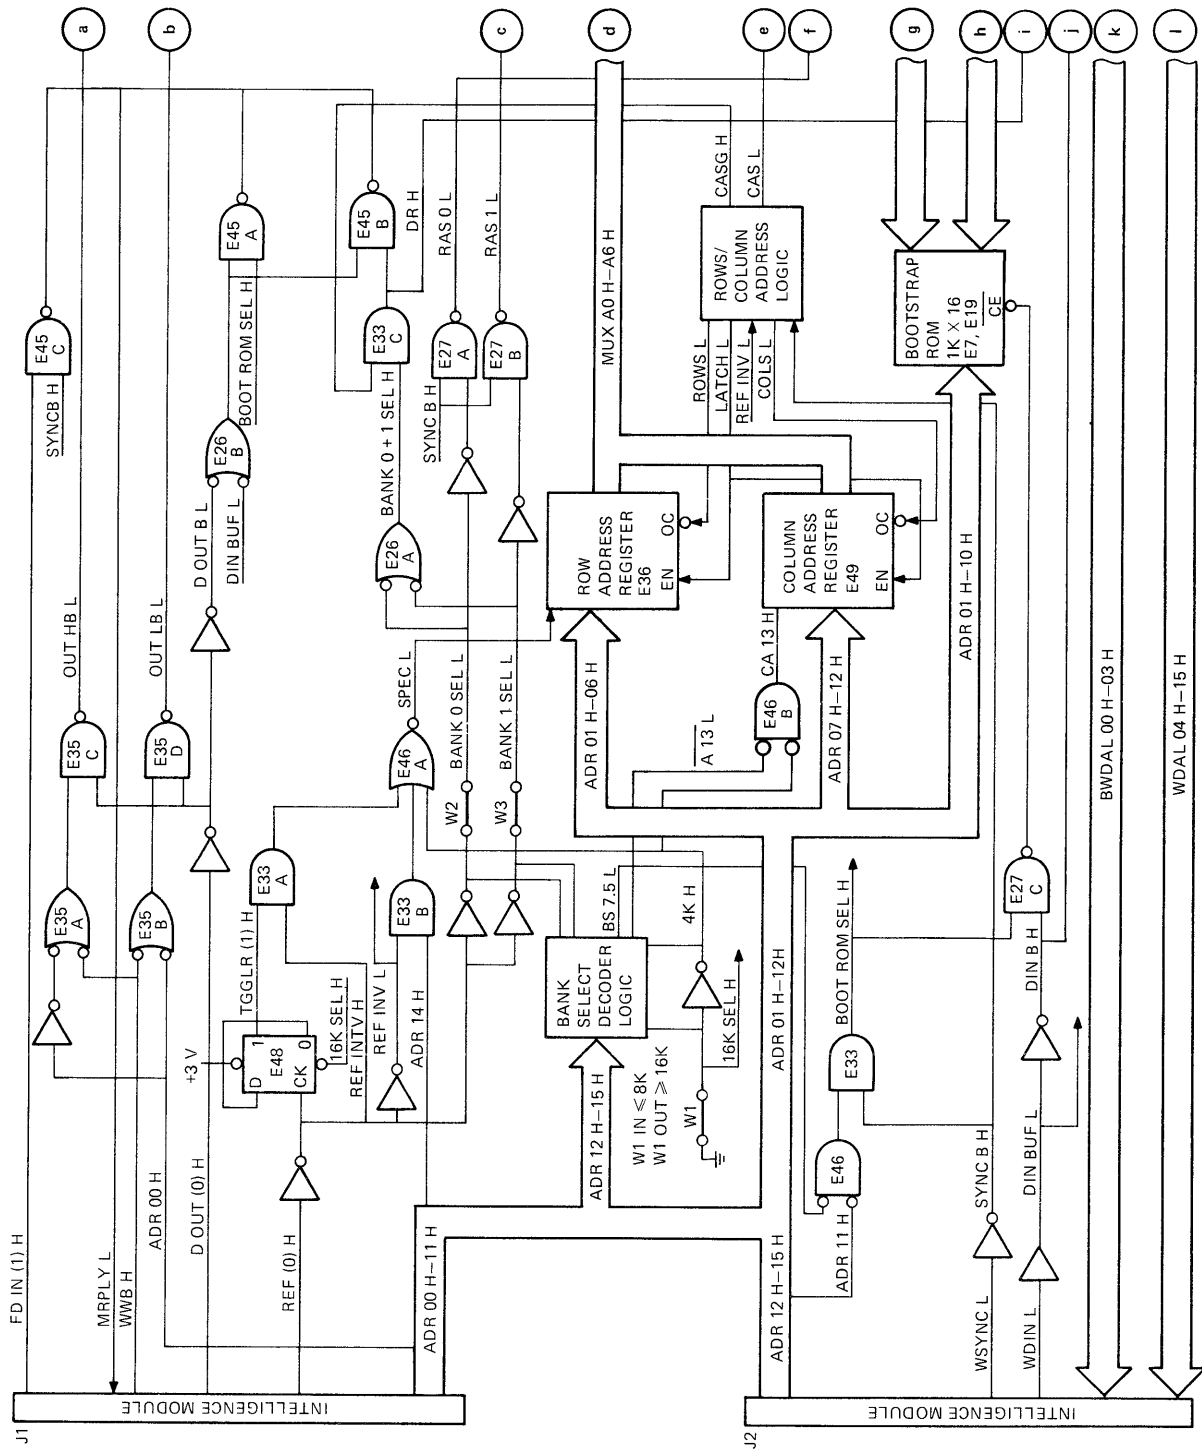 J1
INTELLIGENCE MODULE
FD IN (1) H
MRPLY L
WWB H
ADR 00 H
D OUT (0) H
REF (0) H
ADR 00 H–11 H
a
b
c
d
e
f
g
h
i
j
k
l
E45
C
SYNCB H
OUT HB L
OUT LB L
E35
A
E35
B
E35
C
E35
D
E45
A
BOOT ROM SEL H
E26
B
D OUT B L
DIN BUF L
E45
B
DR H
RAS 0 L
RAS 1 L
E33
C
E27
A
E27
B
BANK 0 + 1 SEL H
SYNC B H
E26
A
SPEC L
BANK 0 SEL L
BANK 1 SEL L
E46
A
W2
W3
E33
A
TGGLR (1) H
+3 V
D
1
E48
CK
0
16K SEL H
REF INTV H
REF INV L
ADR 14 H
E33
B
BANK
SELECT
DECODER
LOGIC
BS 7.5 L
4K H
16K SEL H
W1
W1 IN ≤ 8K
W1 OUT ≥ 16K
ADR 12 H–15 H
ROW
ADDRESS
REGISTER
E36
EN
OC
ADR 01 H–06 H
MUX A0 H–A6 H
CASG H
CAS L
ROWS/
COLUMN
ADDRESS
LOGIC
ROWS L
LATCH L
REF INV L
COLS L
COLUMN
ADDRESS
REGISTER
E49
EN
OC
CA 13 H
E46
B
A 13 L
ADR 07 H–12 H
ADR 01 H–10 H
BOOTSTRAP
ROM
1K X 16
E7, E19
CE
ADR 01 H–12H
BOOT ROM SEL H
E33
E46
ADR 11 H
E27
C
DIN B H
DIN BUF L
SYNC B H
ADR 12 H–15 H
WSYNC L
WDIN L
BWDAL 00 H–03 H
WDAL 04 H–15 H
J2
INTELLIGENCE MODULE